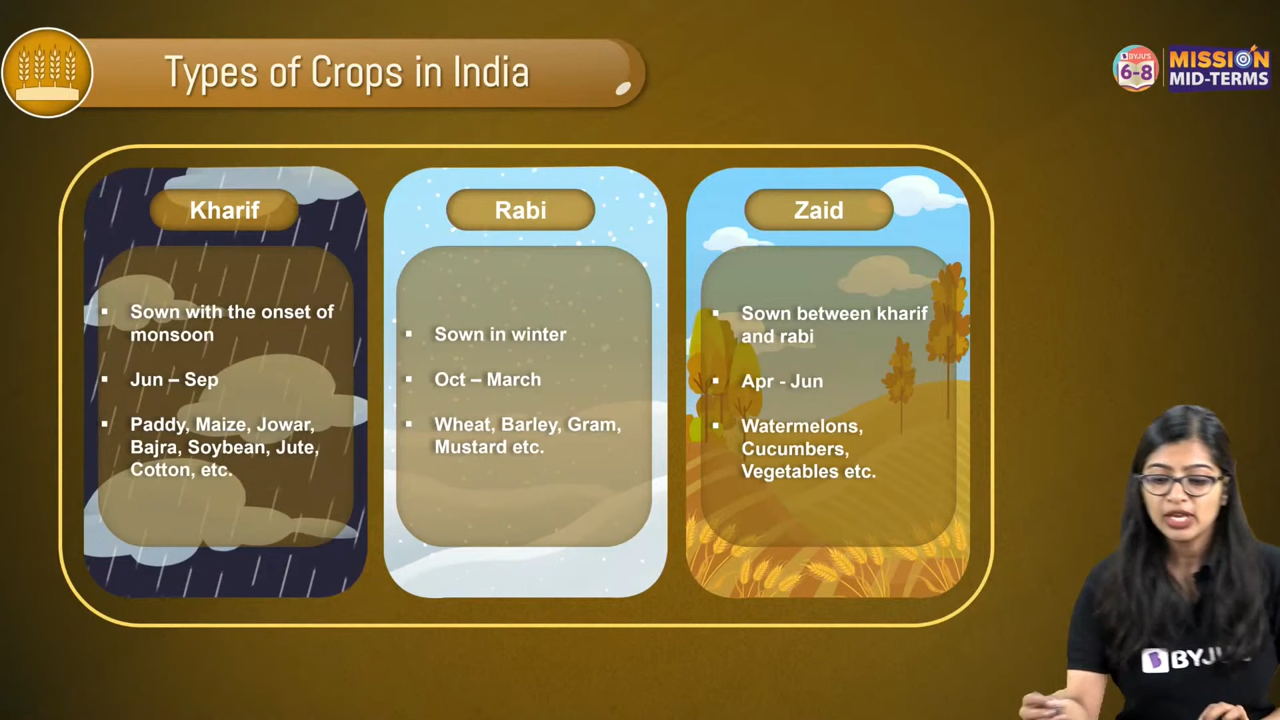 Types of Crops in India
BYJU'S
6-8
MISSION
MID-TERMS
Kharif
▪ Sown with the onset of
monsoon
▪ Jun – Sep
▪ Paddy, Maize, Jowar,
Bajra, Soybean, Jute,
Cotton, etc.
Rabi
▪ Sown in winter
▪ Oct – March
▪ Wheat, Barley, Gram,
Mustard etc.
Zaid
▪ Sown between kharif
and rabi
▪ Apr - Jun
▪ Watermelons,
Cucumbers,
Vegetables etc.
BYJU'S